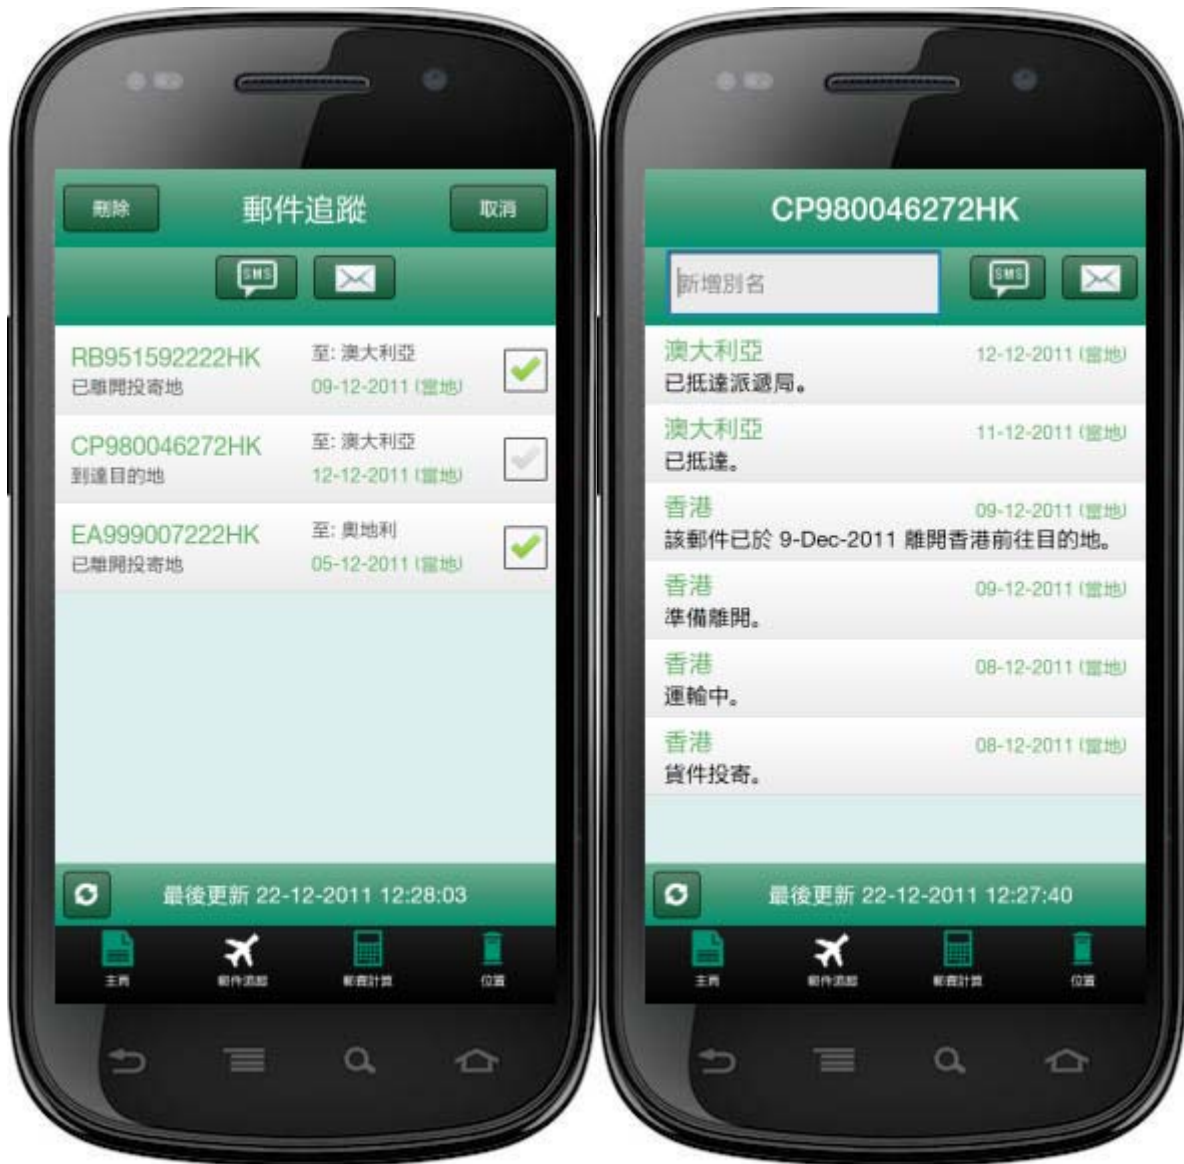 刪除
郵件追蹤
取消
SMS
RB951592222HK
至: 澳大利亞
已離開投寄地
09-12-2011 (當地)
CP980046272HK
至: 澳大利亞
到達目的地
12-12-2011 (當地)
EA999007222HK
至: 奧地利
已離開投寄地
05-12-2011 (當地)
最後更新 22-12-2011 12:28:03
主頁
郵件追蹤
郵費計算
位置
CP980046272HK
新增別名
SMS
澳大利亞
12-12-2011 (當地)
已抵達派遞局。
澳大利亞
11-12-2011 (當地)
已抵達。
香港
09-12-2011 (當地)
該郵件已於 9-Dec-2011 離開香港前往目的地。
香港
09-12-2011 (當地)
準備離開。
香港
08-12-2011 (當地)
運輸中。
香港
08-12-2011 (當地)
貨件投寄。
最後更新 22-12-2011 12:27:40
主頁
郵件追蹤
郵費計算
位置